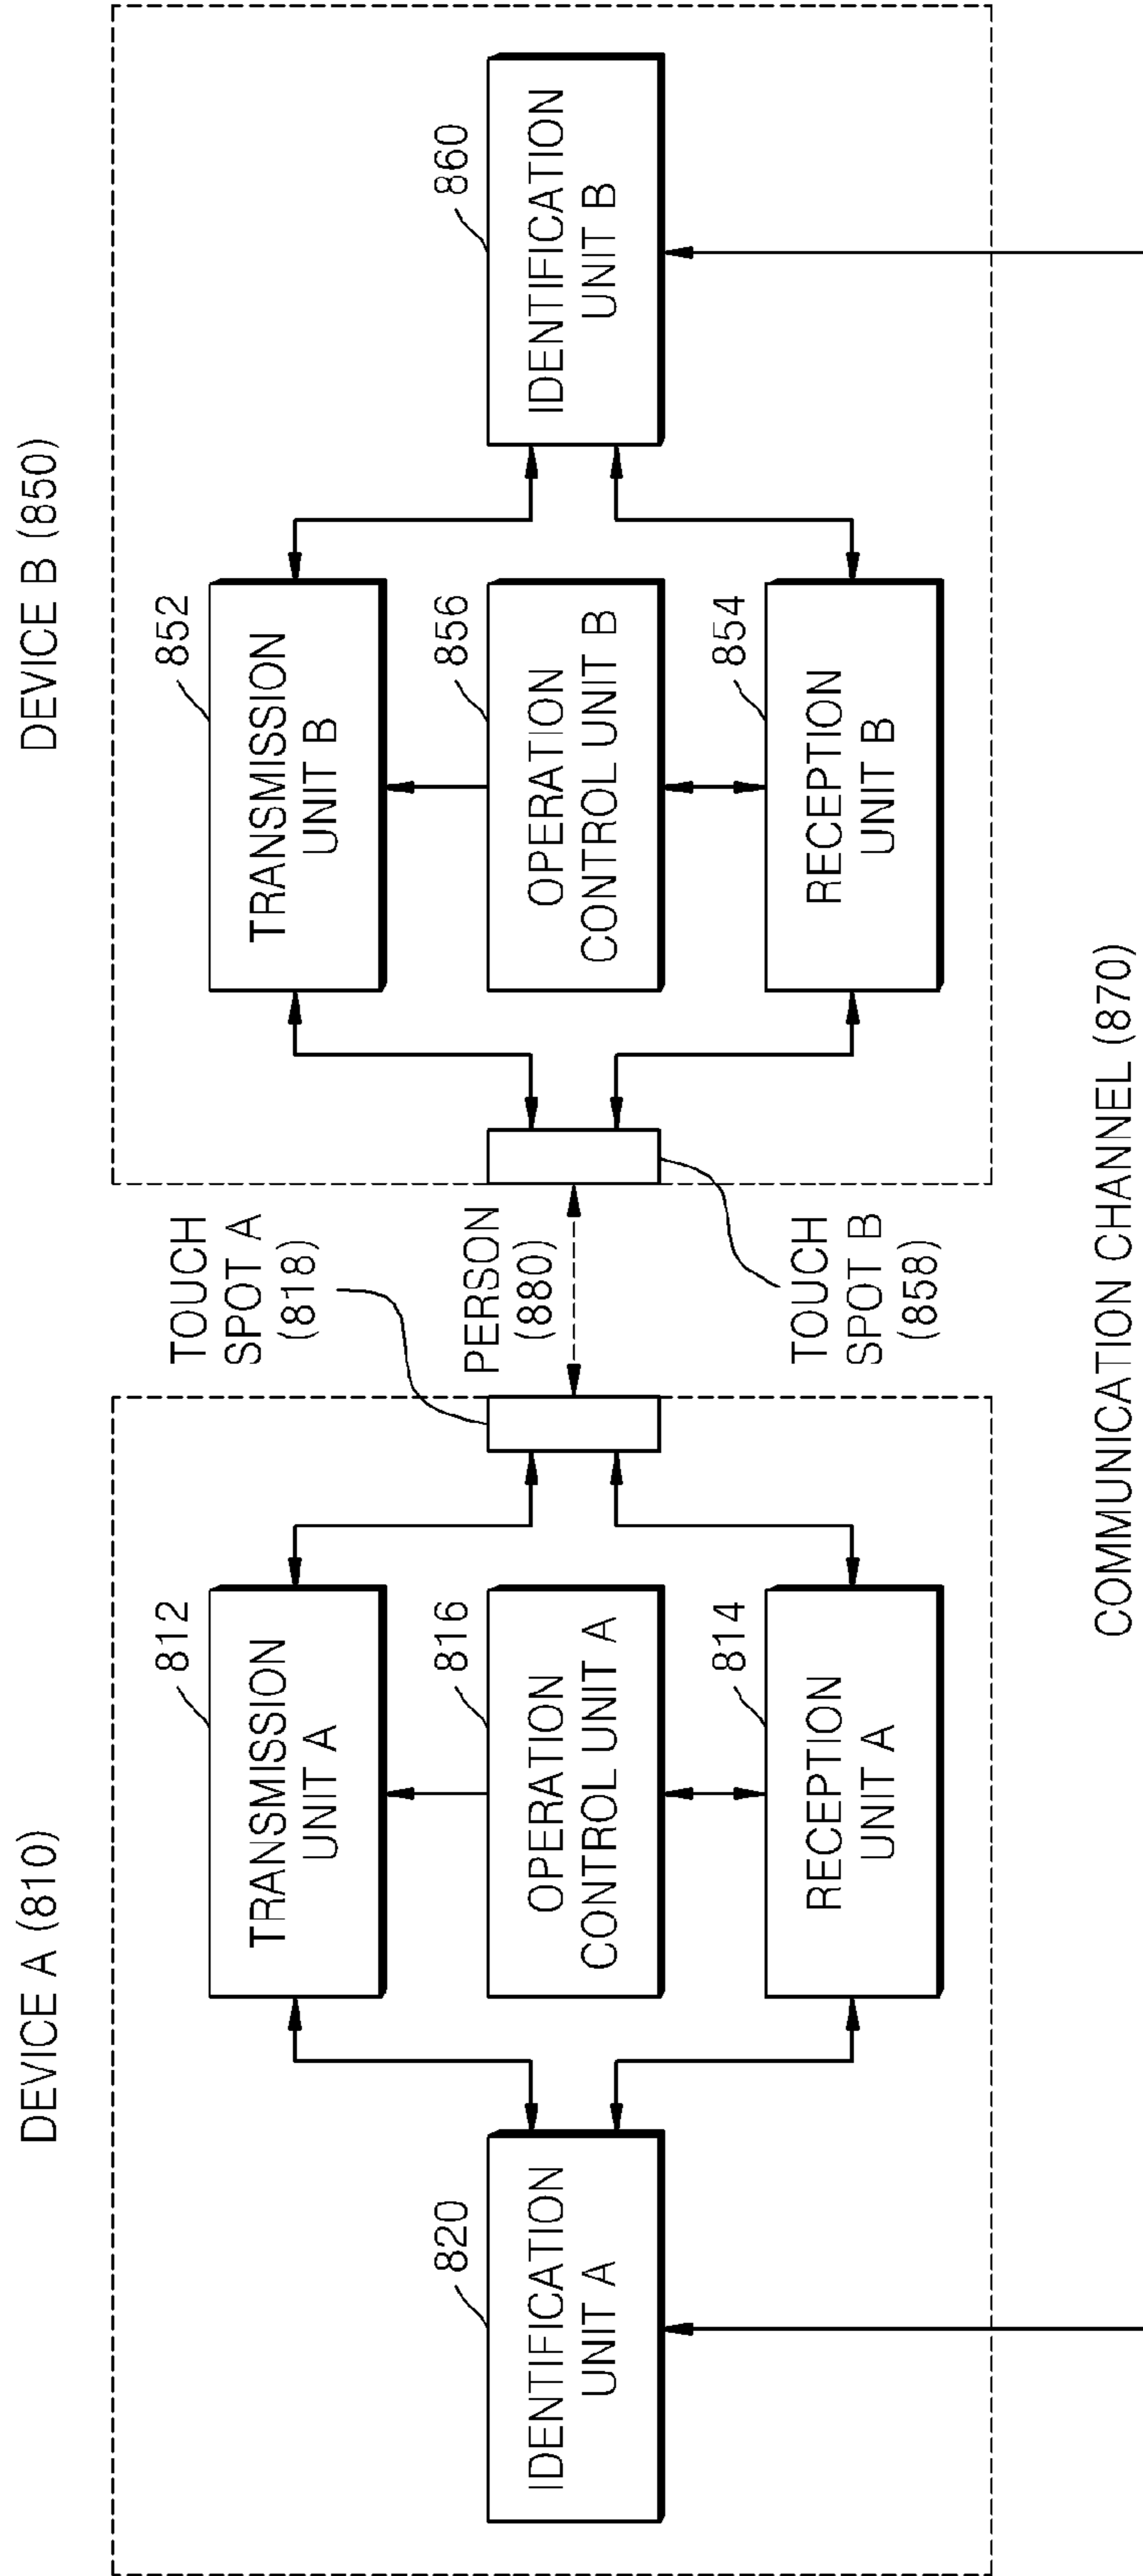 DEVICE A (810)
DEVICE B (850)
812
TRANSMISSION
UNIT A
816
OPERATION
CONTROL UNIT A
814
RECEPTION
UNIT A
820
IDENTIFICATION
UNIT A
TOUCH
SPOT A
(818)
PERSON
(880)
TOUCH
SPOT B
(858)
852
TRANSMISSION
UNIT B
856
OPERATION
CONTROL UNIT B
854
RECEPTION
UNIT B
860
IDENTIFICATION
UNIT B
COMMUNICATION CHANNEL (870)